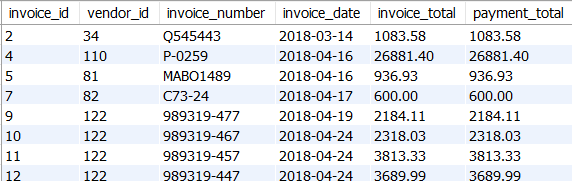 invoice_id vendor_id invoice_number invoice_date invoice_total payment_total
2 34 Q545443 2018-03-14 1083.58 1083.58
4 110 P-0259 2018-04-16 26881.40 26881.40
5 81 MABO1489 2018-04-16 936.93 936.93
7 82 C73-24 2018-04-17 600.00 600.00
9 122 989319-477 2018-04-19 2184.11 2184.11
10 122 989319-467 2018-04-24 2318.03 2318.03
11 122 989319-457 2018-04-24 3813.33 3813.33
12 122 989319-447 2018-04-24 3689.99 3689.99